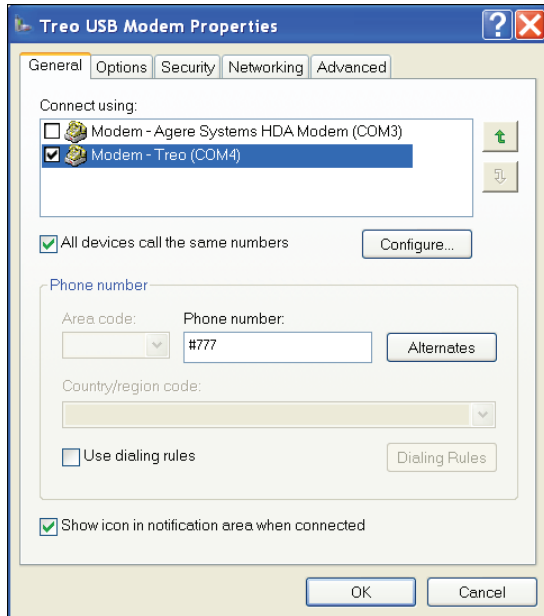 Treo USB Modem Properties
General Options Security Networking Advanced
Connect using:
Modem - Agere Systems HDA Modem (COM3)
Modem - Treo (COM4)
All devices call the same numbers
Configure...
Phone number
Area code:
Phone number:
#777
Alternates
Country/region code:
Use dialing rules
Dialing Rules
Show icon in notification area when connected
OK
Cancel